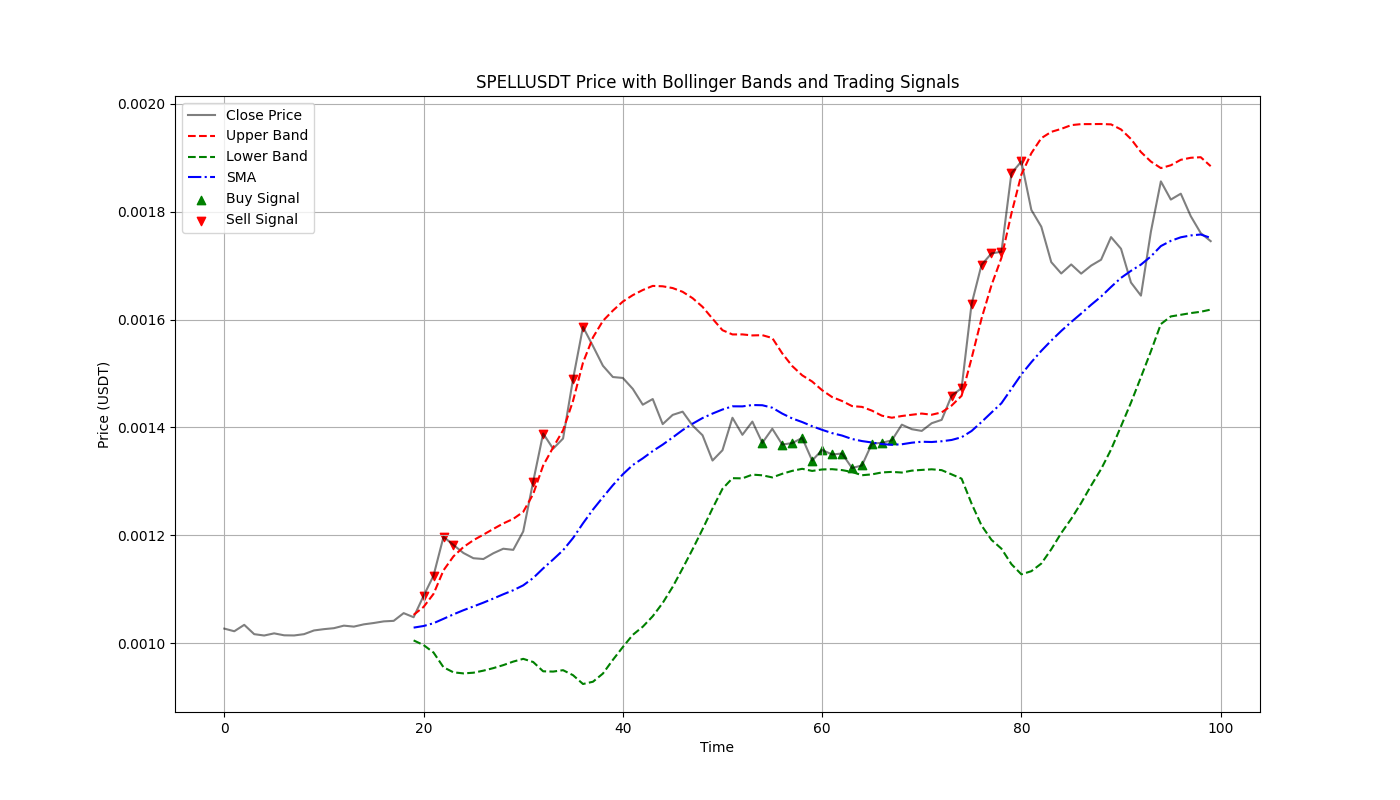 SPELLUSDT Price with Bollinger Bands and Trading Signals
Close Price
Upper Band
Lower Band
SMA
Buy Signal
Sell Signal
Price (USDT)
0.0020
0.0018
0.0016
0.0014
0.0012
0.0010
0 20 40 60 80 100
Time